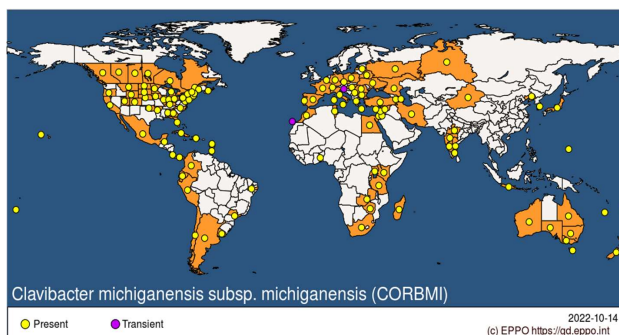 Clavibacter michiganensis subsp. michiganensis (CORBMI)
Present Transient 2022-10-14
(c) EPPO https://gd.eppo.int